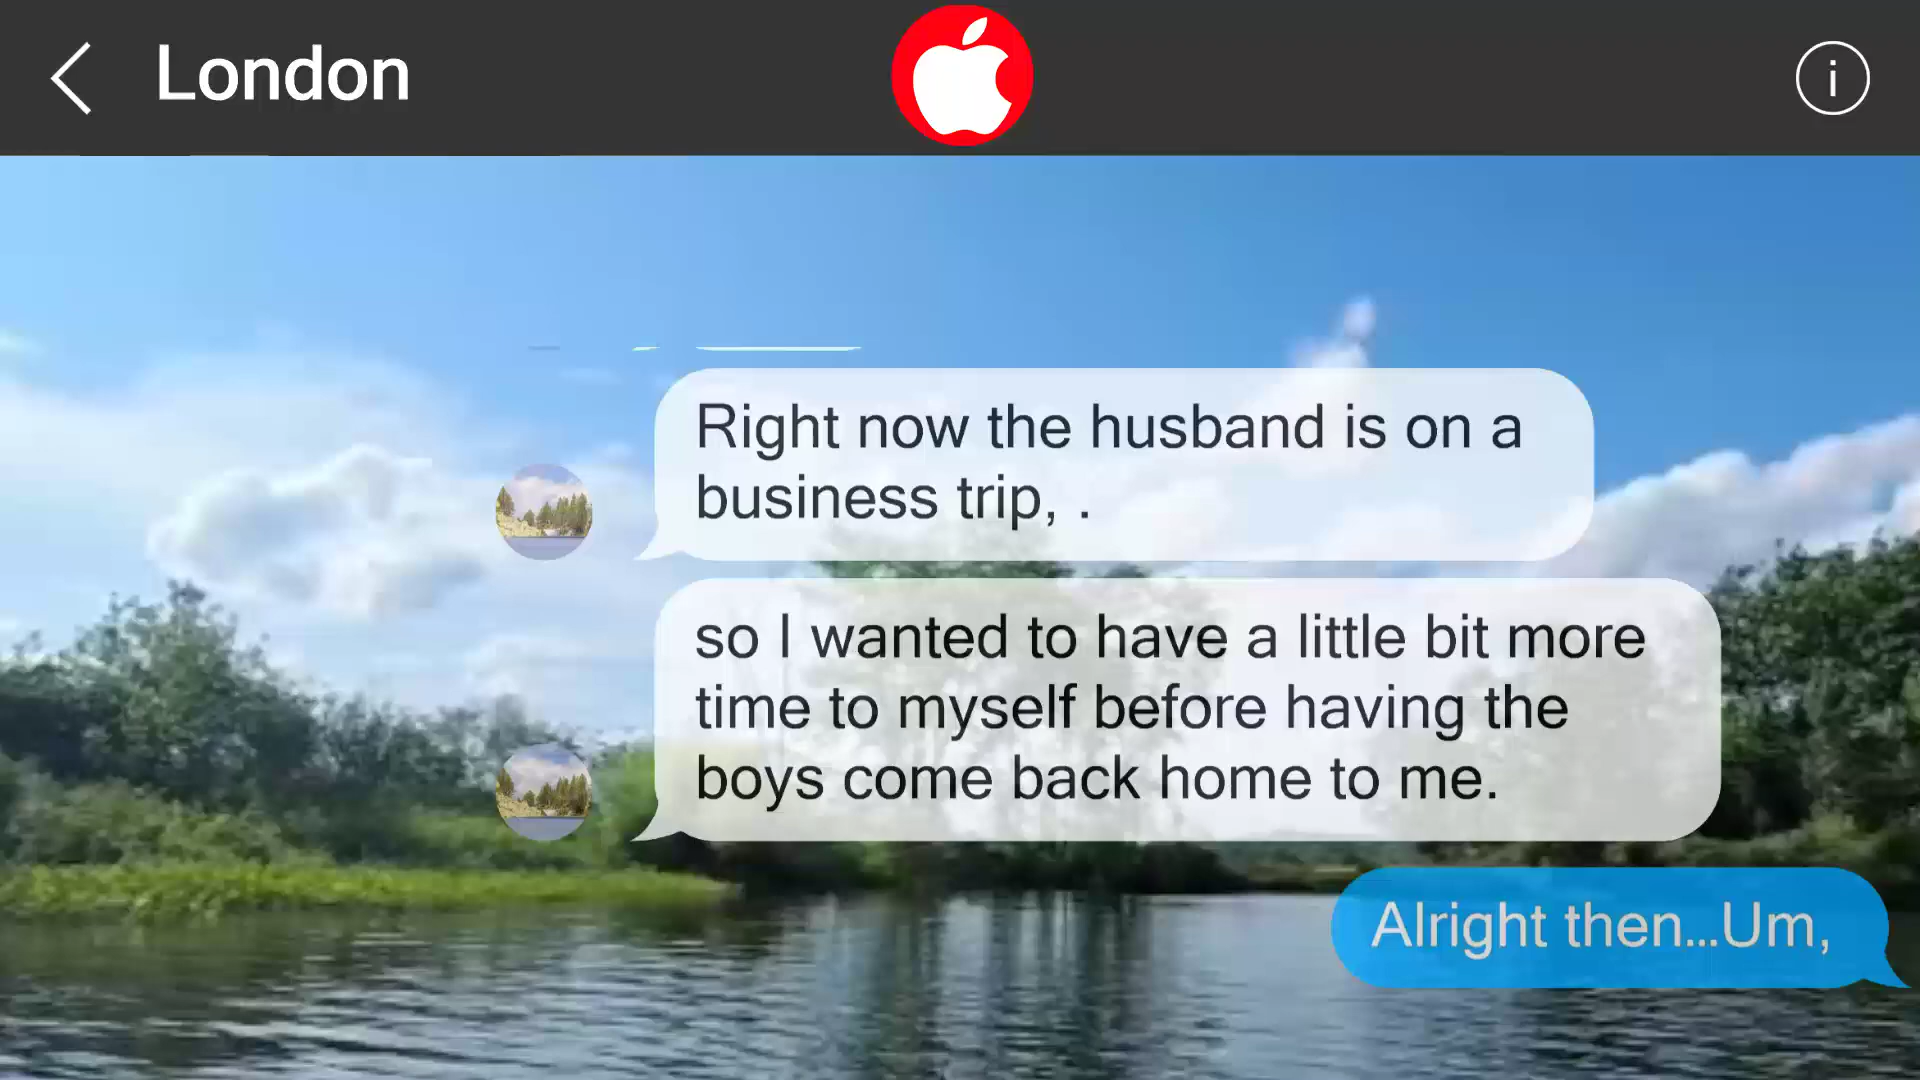 London
i
Right now the husband is on a
business trip, .
so I wanted to have a little bit more
time to myself before having the
boys come back home to me.
Alright then...Um,